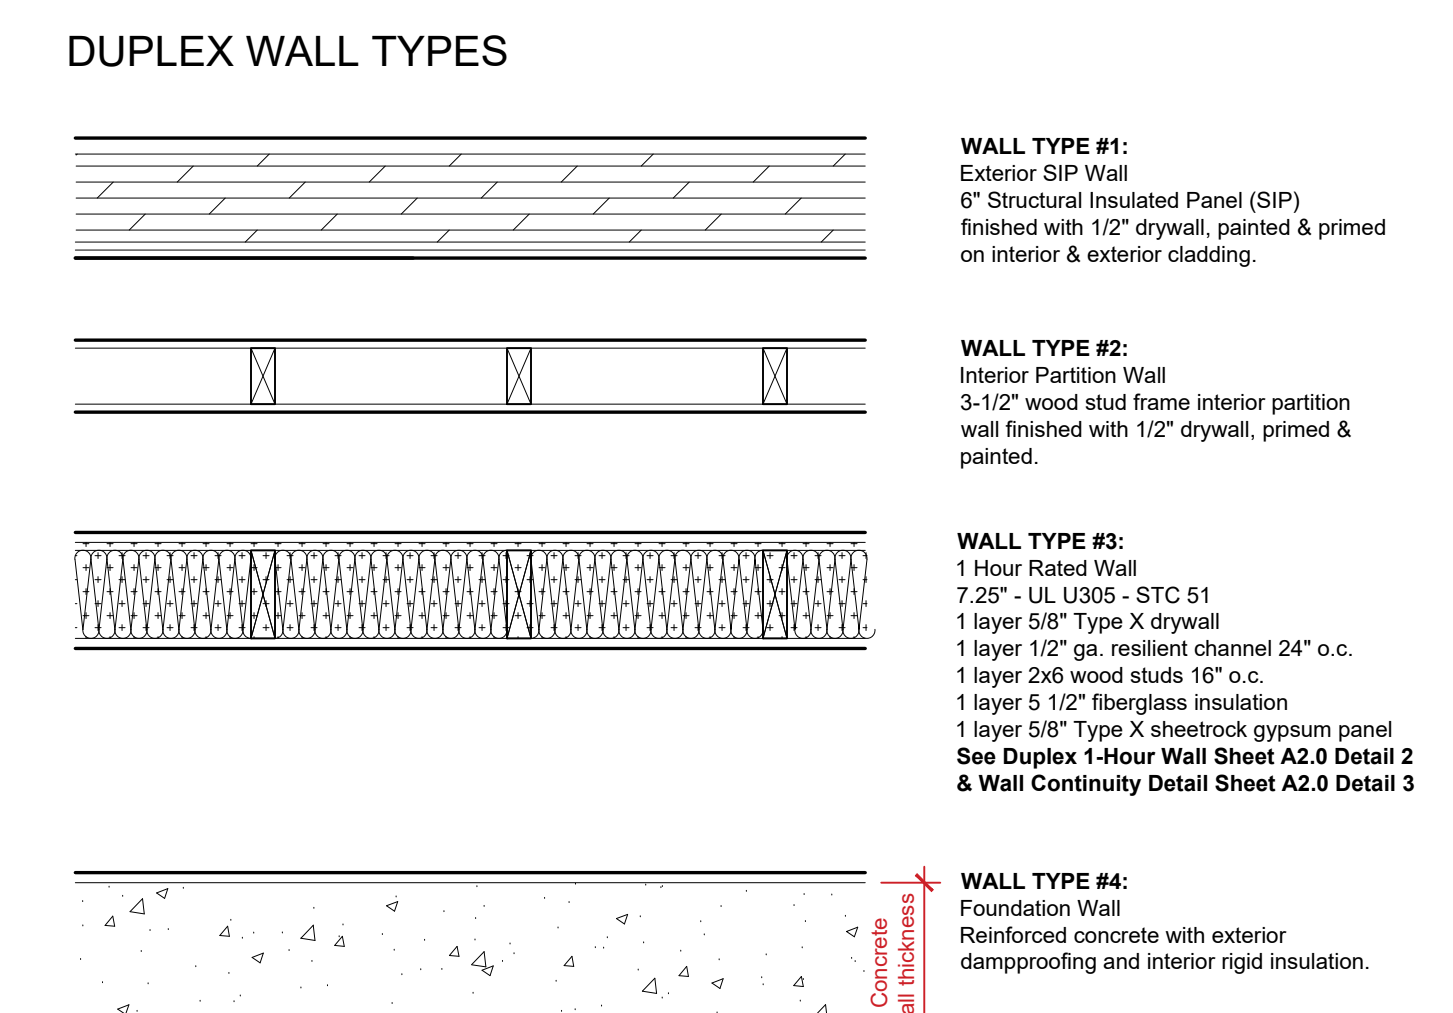 DUPLEX WALL TYPES
WALL TYPE #1:
Exterior SIP Wall
6" Structural Insulated Panel (SIP)
finished with 1/2" drywall, painted & primed
on interior & exterior cladding.
WALL TYPE #2:
Interior Partition Wall
3-1/2" wood stud frame interior partition
wall finished with 1/2" drywall, primed &
painted.
WALL TYPE #3:
1 Hour Rated Wall
7.25" - UL U305 - STC 51
1 layer 5/8" Type X drywall
1 layer 1/2" ga. resilient channel 24" o.c.
1 layer 2x6 wood studs 16" o.c.
1 layer 5 1/2" fiberglass insulation
1 layer 5/8" Type X sheetrock gypsum panel
See Duplex 1-Hour Wall Sheet A2.0 Detail 2
& Wall Continuity Detail Sheet A2.0 Detail 3
WALL TYPE #4:
Foundation Wall
Reinforced concrete with exterior
dampproofing and interior rigid insulation.
Concrete
thickness